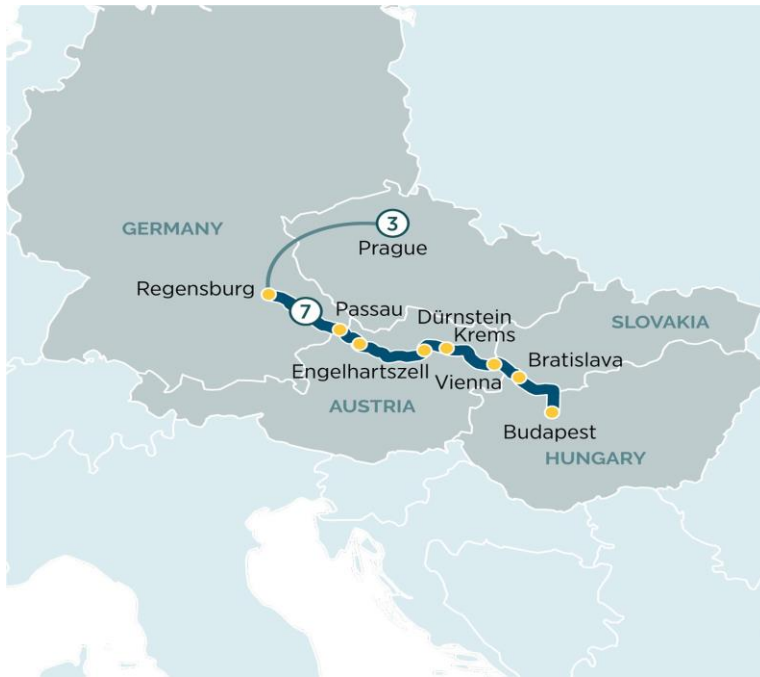 3
GERMANY
Prague
Regensburg
7
Passau
Dürnstein
Krems
SLOVAKIA
Engelhartszell
Vienna
Bratislava
AUSTRIA
Budapest
HUNGARY